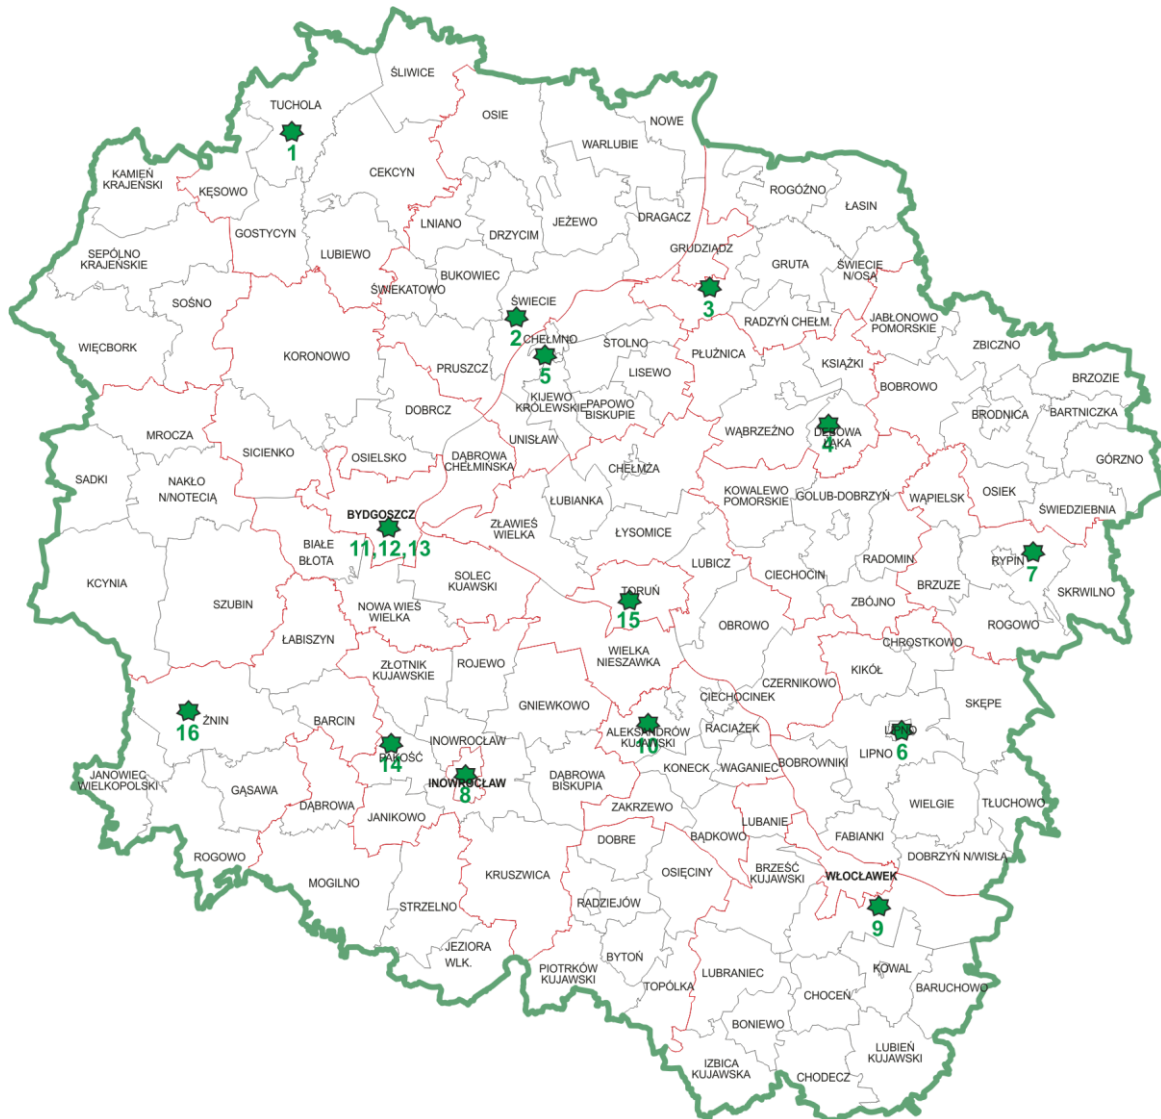 ŚLIWICE
TUCHOLA
1
OSIE
NOWE
WARLUBIE
KAMIEŃ
KRAJEŃSKI
KĘSOWO
CEKCYN
ROGÓŹNO
ŁASIN
GOSTYCYN
LUBIEWO
LNIANO
DRZYCIM
JEŻEWO
DRAGACZ
GRUDZIĄDZ
3
SEPÓLNO
KRAJEŃSKIE
SOŚNO
BUKOWIEC
ŚWIEKATOWO
GRUTA
ŚWIECIE
N/OSĄ
ŚWIECIE
2
RADZYŃ CHEŁM.
JABŁONOWO
POMORSKIE
WIĘCBORK
KORONOWO
PRUSZCZ
CHEŁMNO
5
STOLNO
LISEWO
PŁUŻNICA
KSIĄŻKI
ZBICZNO
BOBROWO
BRZOZIE
DOBRCZ
KIJEWO
KRÓLEWSKIE
PAPOWO
BISKUPIE
BRODNICA
BARTNICZKA
MROCZA
SICIENKO
OSIELSKO
DĄBROWA
CHEŁMIŃSKA
UNISŁAW
CHEŁMŻA
WĄBRZEŹNO
DĘBOWA
ŁĄKA
4
GÓRZNO
SADKI
NAKŁO
N/NOTECIĄ
ŁUBIANKA
KOWALEWO
POMORSKIE
GOLUB-DOBRZYŃ
WĄPIELSK
OSIEK
ŚWIEDZIEBNIA
BYDGOSZCZ
11,12,13
ZŁAWIEŚ
WIELKA
ŁYSOMICE
BIAŁE
BŁOTA
LUBICZ
CIECHOCIN
RADOMIN
RYPIN
7
KCYNIA
SZUBIN
SOLEC
KUAWSKI
TORUŃ
15
BRZUZE
SKRWILNO
NOWA WIEŚ
WIELKA
ZBÓJNO
ROGOWO
ŁABISZYN
OBROWO
CHROSTKOWO
ZŁOTNIK
KUJAWSKIE
ROJEWO
WIELKA
NIESZAWKA
CZERNIKOWO
KIKÓŁ
SKĘPE
CIECHOCINEK
GNIEWKOWO
ŻNIN
16
BARCIN
ALEKSANDRÓW
KUJAWSKI
10
RACIĄŻEK
LIPNO
6
LIPNO
INOWROCŁAW
PAKOŚĆ
14
INOWROCŁAW
8
KONECK
WAGANIEC
BOBROWNIKI
JANOWIEC
WIELKOPOLSKI
GĄSAWA
DĄBROWA
DĄBROWA
BISKUPIA
ZAKRZEWO
WIELGIE
TŁUCHOWO
JANIKOWO
LUBANIE
BĄDKOWO
FABIANKI
DOBRE
DOBRZYŃ N/WISŁĄ
ROGOWO
MOGILNO
KRUSZWICA
OSIĘCINY
BRZEŚĆ
KUJAWSKI
WŁOCŁAWEK
9
STRZELNO
RADZIEJÓW
JEZIORA
WLK.
BYTOŃ
KOWAL
PIOTRKÓW
KUJAWSKI
TOPÓLKA
LUBRANIEC
CHOCEŃ
BARUCHOWO
BONIEWO
IZBICA
KUJAWSKA
CHODECZ
LUBIEŃ
KUJAWSKI